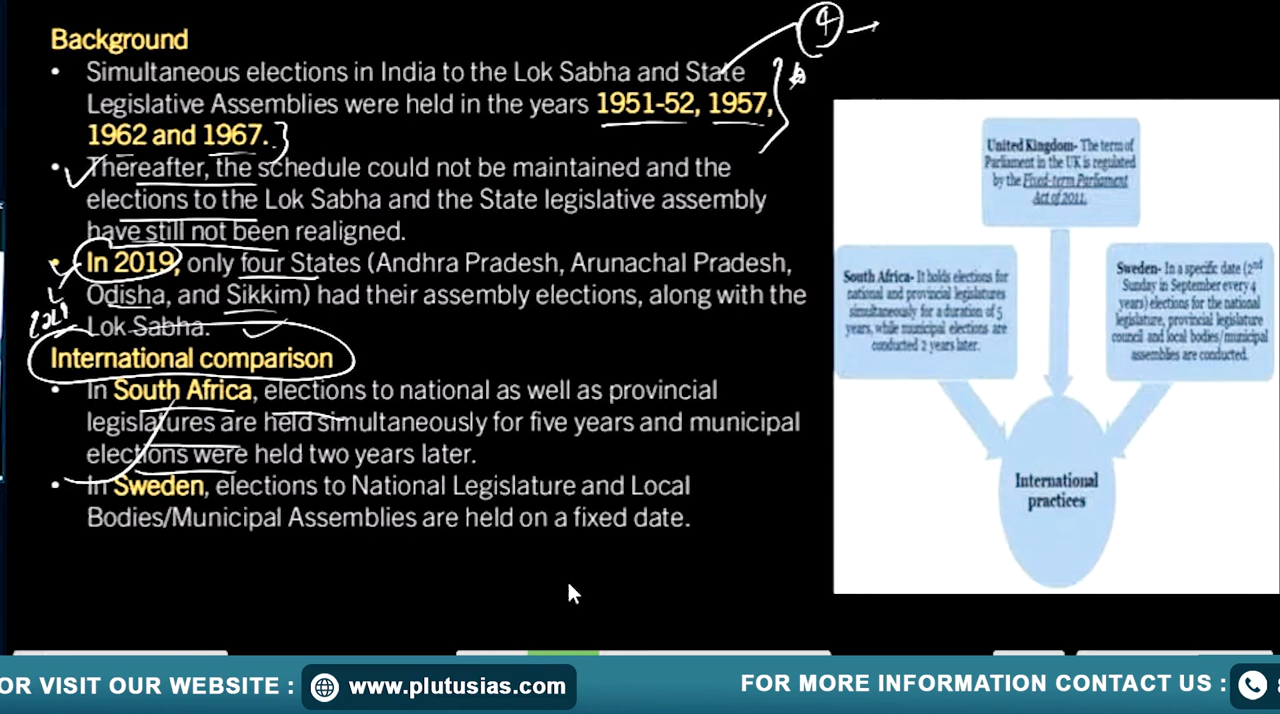 Background
• Simultaneous elections in India to the Lok Sabha and State
Legislative Assemblies were held in the years 1951-52, 1957,
1962 and 1967.
• Thereafter, the schedule could not be maintained and the
elections to the Lok Sabha and the State legislative assembly
have still not been realigned.
• In 2019, only four States (Andhra Pradesh, Arunachal Pradesh,
Odisha, and Sikkim) had their assembly elections, along with the
Lok Sabha.
International comparison
• In South Africa, elections to national as well as provincial
legislatures are held simultaneously for five years and municipal
elections were held two years later.
• In Sweden, elections to National Legislature and Local
Bodies/Municipal Assemblies are held on a fixed date.
4
United Kingdom- The term of
Parliament in the UK is regulated
by the Fixed-term Parliament
Act of 2011.
South Africa- It holds elections for
national and provincial legislatures
simultaneously for a duration of 5
years, while municipal elections are
conducted 2 years later.
Sweden- In a specific date (2nd
Sunday in September every 4
years) elections for the national
legislature, provincial legislature
council and local bodies/municipal
assemblies are conducted.
International
practices
OR VISIT OUR WEBSITE : www.plutusias.com
FOR MORE INFORMATION CONTACT US :